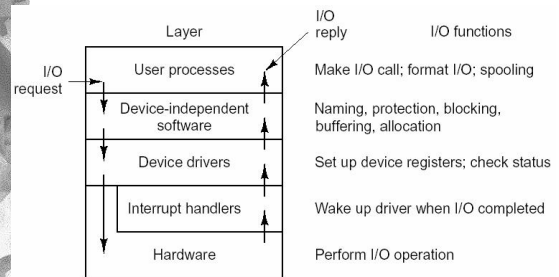 Layer
I/O
reply
I/O functions
I/O
request
User processes
Make I/O call; format I/O; spooling
Device-independent
software
Naming, protection, blocking,
buffering, allocation
Device drivers
Set up device registers; check status
Interrupt handlers
Wake up driver when I/O completed
Hardware
Perform I/O operation